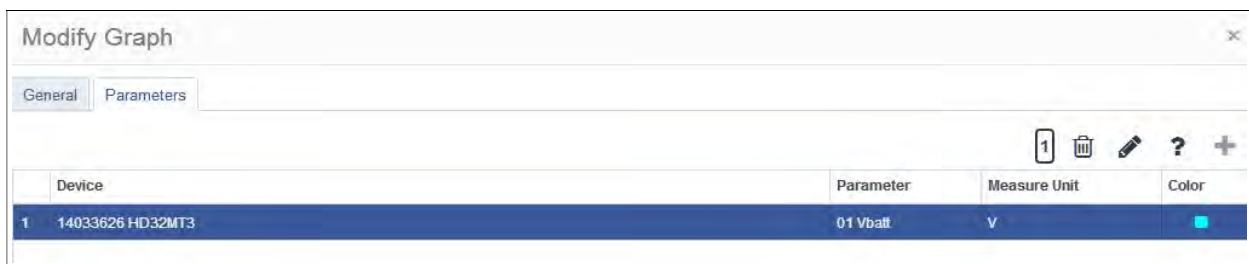 Modify Graph ×
General Parameters
1 ? +
Device Parameter Measure Unit Color
1 14033626 HD32MT3 01 Vbatt V